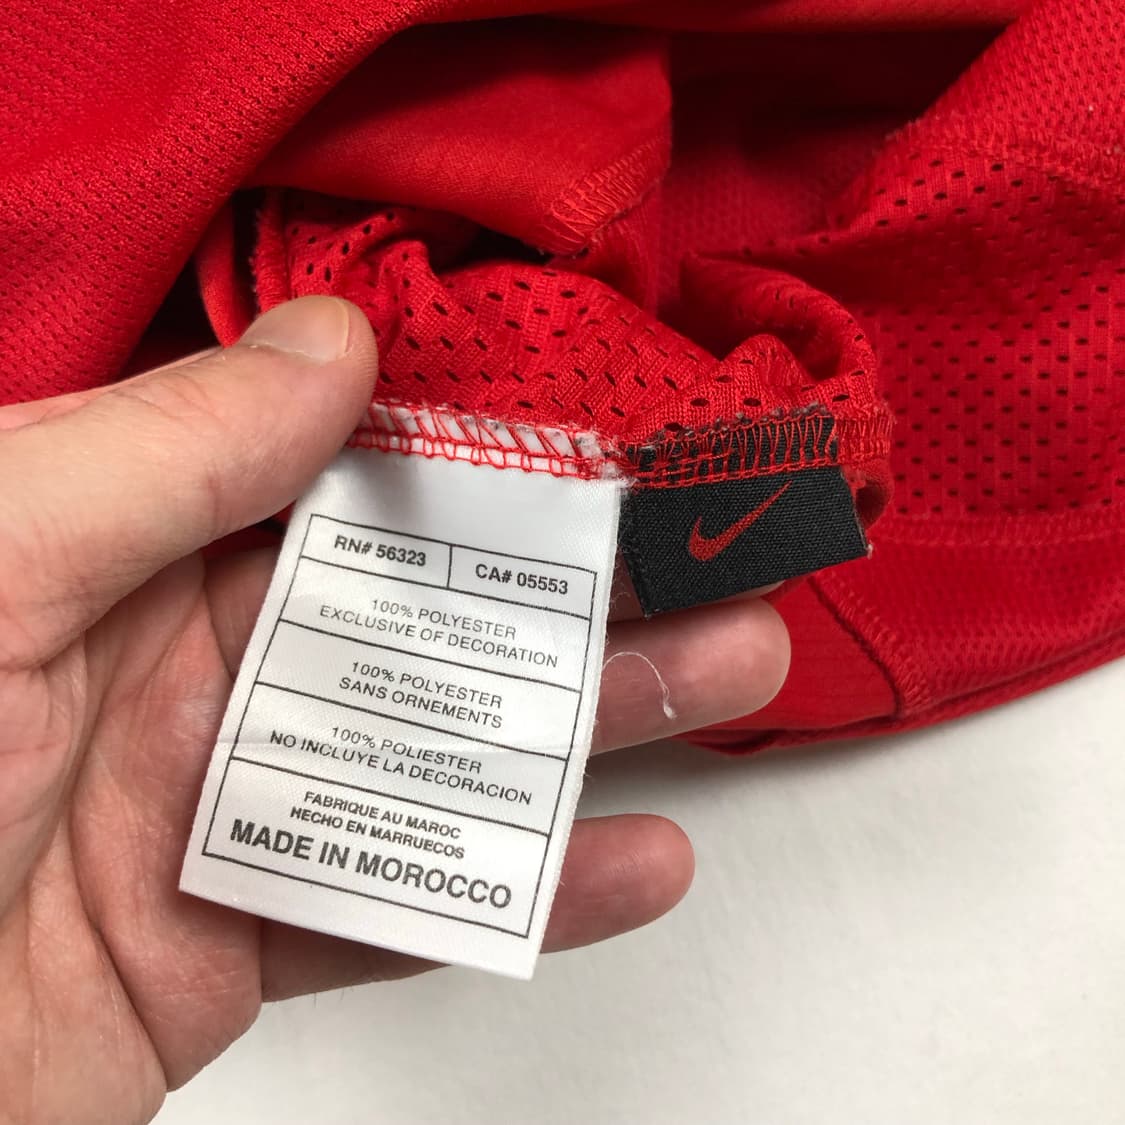 RN# 56323
CA# 05553
100% POLYESTER
EXCLUSIVE OF DECORATION
100% POLYESTER
SANS ORNEMENTS
100% POLIESTER
NO INCLUYE LA DECORACION
FABRIQUE AU MAROC
HECHO EN MARRUECOS
MADE IN MOROCCO